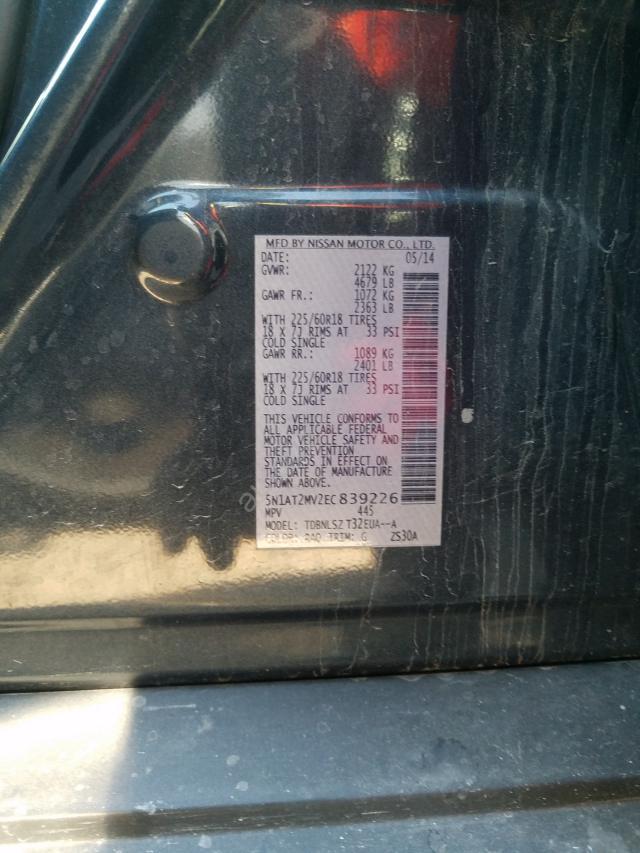 MFD BY NISSAN MOTOR CO., LTD.
DATE: 05/14
GVWR: 2122 KG
4679 LB
GAWR FR.: 1072 KG
2363 LB
WITH 225/60R18 TIRES
18 X 7J RIMS AT 33 PSI
COLD SINGLE
GAWR RR.: 1089 KG
2401 LB
WITH 225/60R18 TIRES
18 X 7J RIMS AT 33 PSI
COLD SINGLE
THIS VEHICLE CONFORMS TO
ALL APPLICABLE FEDERAL
MOTOR VEHICLE SAFETY AND
THEFT PREVENTION
STANDARDS IN EFFECT ON
THE DATE OF MANUFACTURE
SHOWN ABOVE.
5N1AT2MV2EC839226
MPV 445
MODEL: TDBNLSZ T32EUA--A
COLOR: RAQ TRIM: G ZS30A